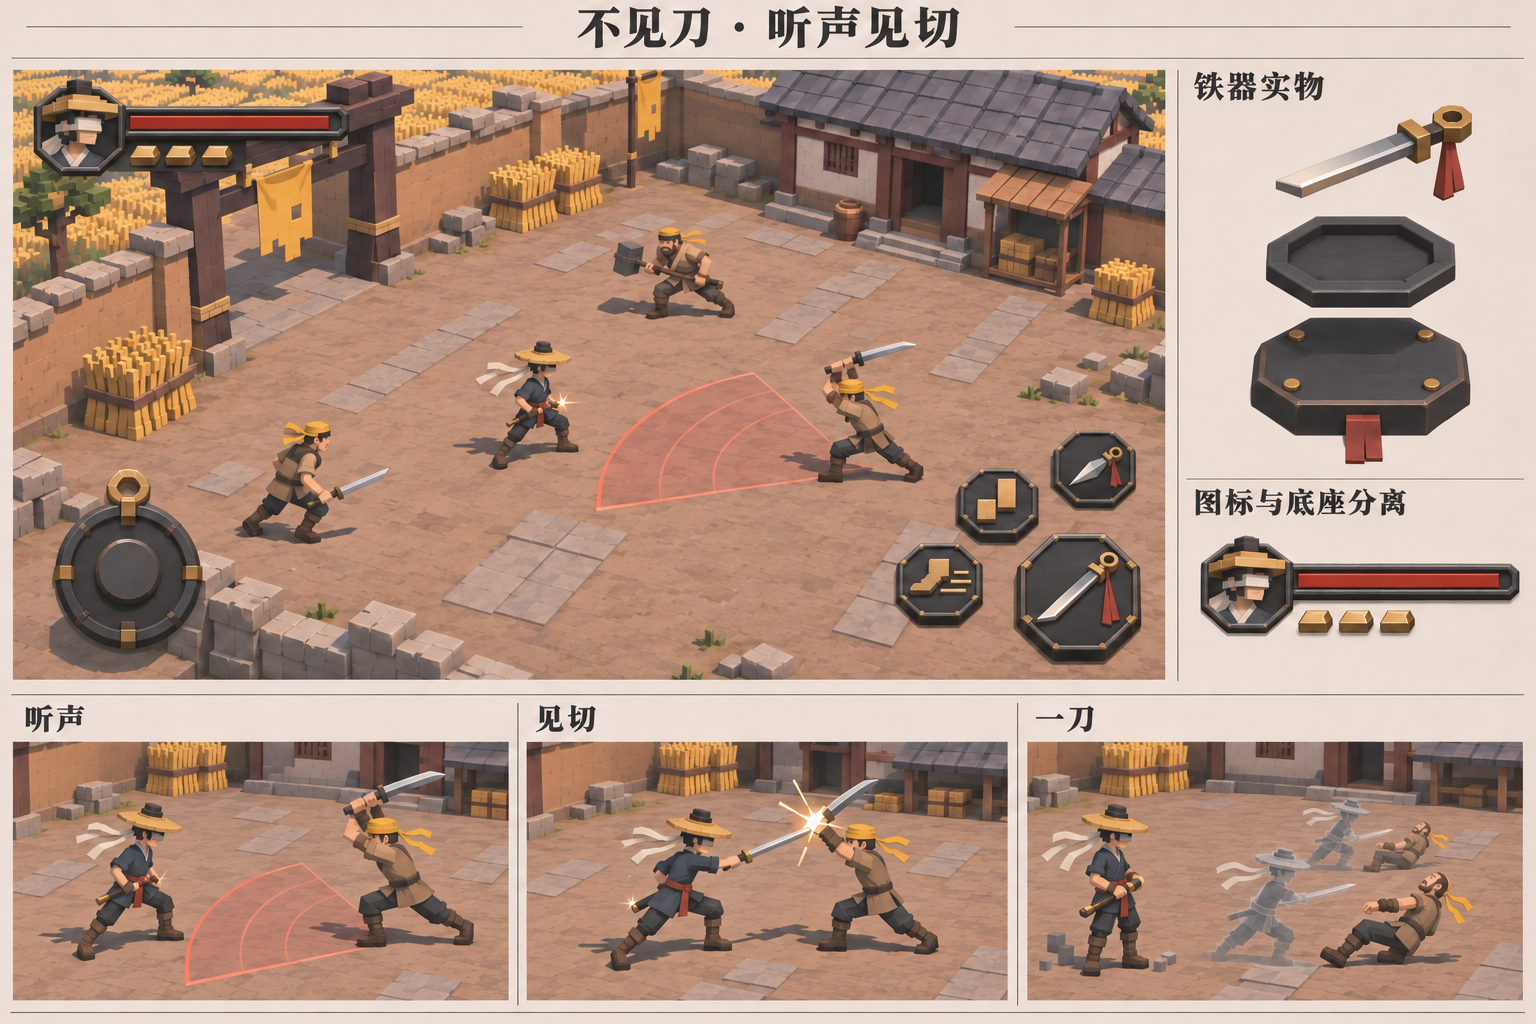 不见刀·听声见切
铁器实物
图标与底座分离
听声
见切
一刀